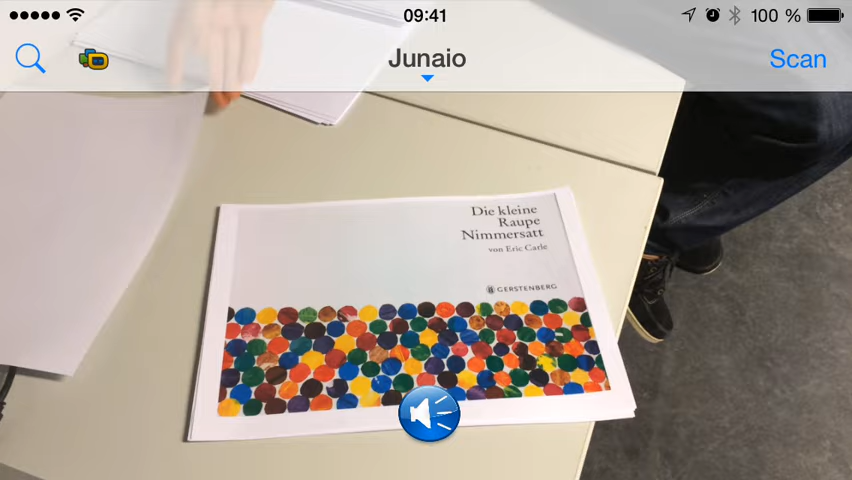 09:41
100 %
Junaio
Scan
Die kleine
Raupe
Nimmersatt
von Eric Carle
GERSTENBERG